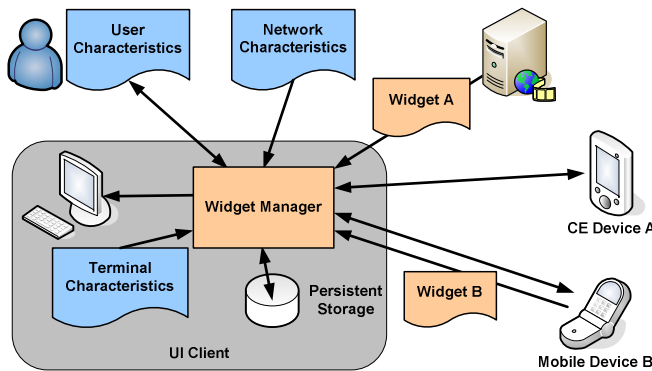 User
Characteristics
Network
Characteristics
Widget A
Widget Manager
CE Device A
Terminal
Characteristics
Persistent
Storage
Widget B
UI Client
Mobile Device B